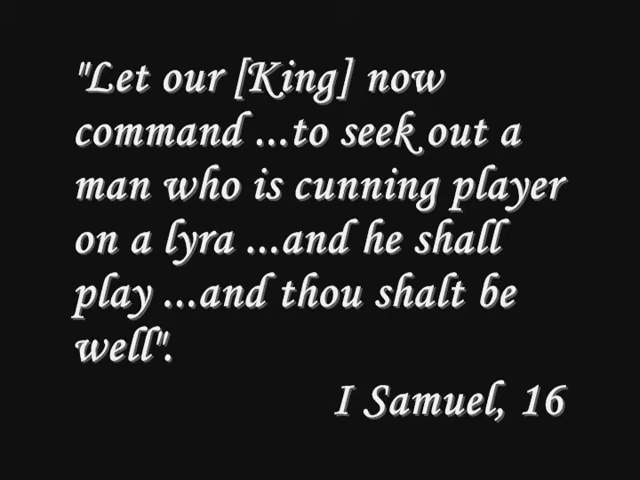 "Let our [King] now
command ...to seek out a
man who is cunning player
on a lyra ...and he shall
play ...and thou shalt be
well".
I Samuel, 16